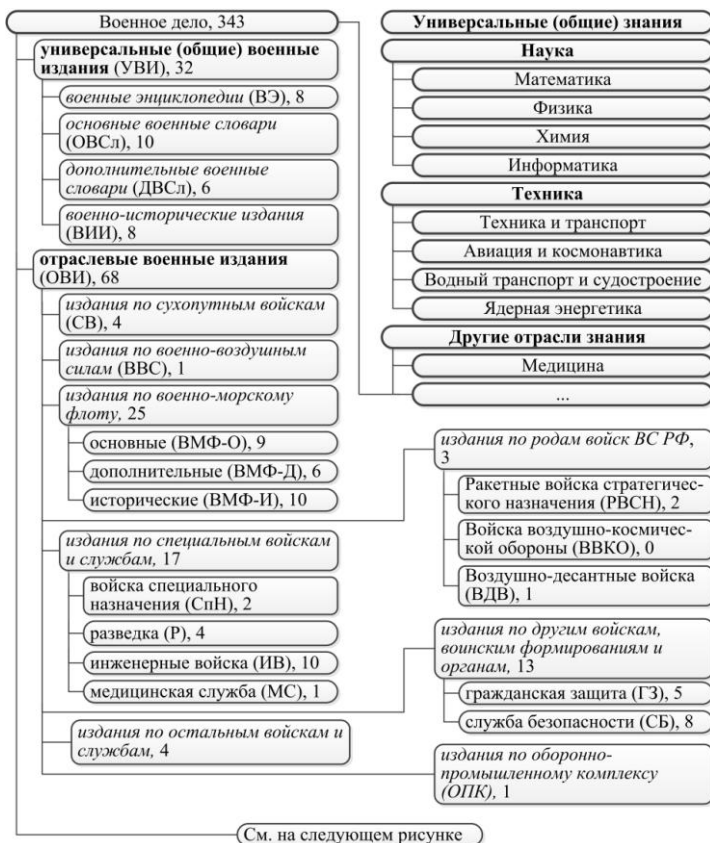 Военное дело, 343
универсальные (общие) военные
издания (УВИ), 32
военные энциклопедии (ВЭ), 8
основные военные словари
(ОВСл), 10
дополнительные военные
словари (ДВСл), 6
военно-исторические издания
(ВИИ), 8
отраслевые военные издания
(ОВИ), 68
издания по сухопутным войскам
(СВ), 4
издания по военно-воздушным
силам (ВВС), 1
издания по военно-морскому
флоту, 25
основные (ВМФ-О), 9
дополнительные (ВМФ-Д), 6
исторические (ВМФ-И), 10
издания по специальным войскам
и службам, 17
войска специального
назначения (СпН), 2
разведка (Р), 4
инженерные войска (ИВ), 10
медицинская служба (МС), 1
издания по остальным войскам и
службам, 4
Универсальные (общие) знания
Наука
Математика
Физика
Химия
Информатика
Техника
Техника и транспорт
Авиация и космонавтика
Водный транспорт и судостроение
Ядерная энергетика
Другие отрасли знания
Медицина
...
издания по родам войск ВС РФ,
3
Ракетные войска стратегичес-
кого назначения (РВСН), 2
Войска воздушно-космичес-
кой обороны (ВВКО), 0
Воздушно-десантные войска
(ВДВ), 1
издания по другим войскам,
воинским формированиям и
органам, 13
гражданская защита (ГЗ), 5
служба безопасности (СБ), 8
издания по оборонно-
промышленному комплексу
(ОПК), 1
См. на следующем рисунке